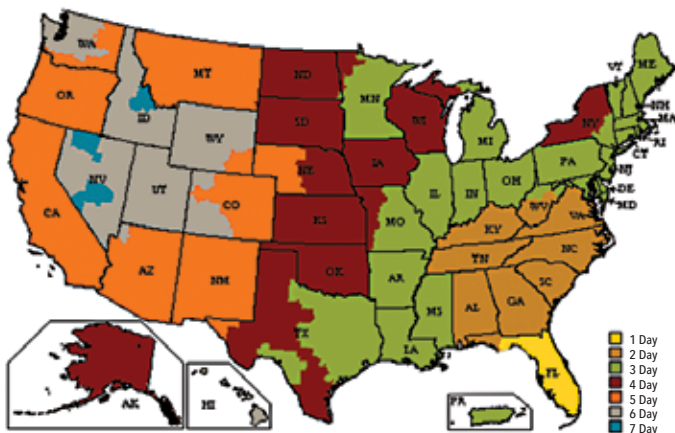 WA
MT
ND
MN
VT
ME
OR
ID
SD
WI
NY
NH
MA
WY
MI
RI
CT
IA
PA
NE
NJ
NV
OH
UT
IL
IN
DE
MD
CO
WV
VA
CA
KS
MO
KY
NC
TN
AZ
NM
OK
AR
SC
MS
AL
GA
TX
LA
FL
AK
HI
PR
1 Day
2 Day
3 Day
4 Day
5 Day
6 Day
7 Day